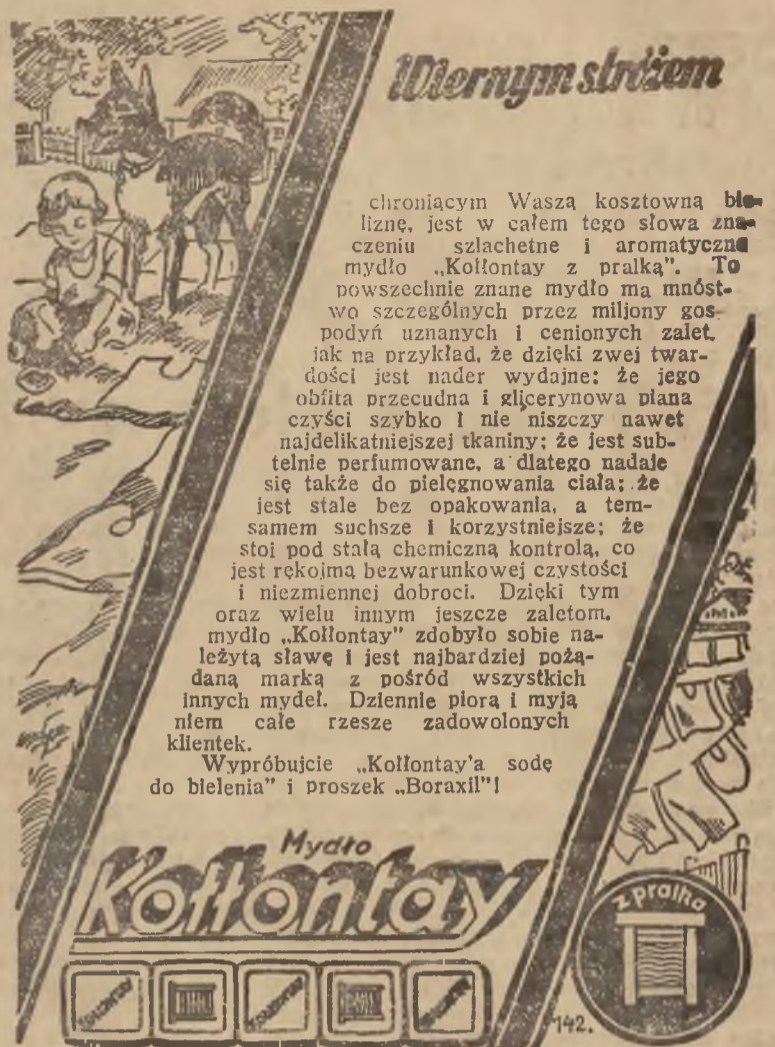 Wiernym stróżem
chroniącym Waszą kosztowną bie-
liznę, jest w całem tego słowa zna-
czeniu szlachetne i aromatyczne
mydło „Kołłontay z pralką”. To
powszechnie znane mydło ma mnóst-
wo szczególnych przez miljony gos-
podyń uznanych i cenionych zalet,
jak na przykład, że dzięki zwej twar-
dości jest nader wydajne; że jego
obfita przecudna i glicerynowa piana
czyści szybko i nie niszczy nawet
najdelikatniejszej tkaniny; że jest sub-
telnie perfumowane, a dlatego nadaje
się także do pielęgnowania ciała; że
jest stale bez opakowania, a tem-
samem suchsze i korzystniejsze; że
stoi pod stałą chemiczną kontrolą, co
jest rękojmą bezwarunkowej czystości
i niezmiennej dobroci. Dzięki tym
oraz wielu innym jeszcze zaletom,
mydło „Kołłontay” zdobyło sobie na-
leżytą sławę i jest najbardziej pożą-
daną marką z pośród wszystkich
innych mydeł. Dziennie piorą i myją
niem całe rzesze zadowolonych
klientek.
Wypróbujcie „Kołłontay'a sodę
do bielenia” i proszek „Boraxil”!
Mydło
Kołłontay
z pralką
142.